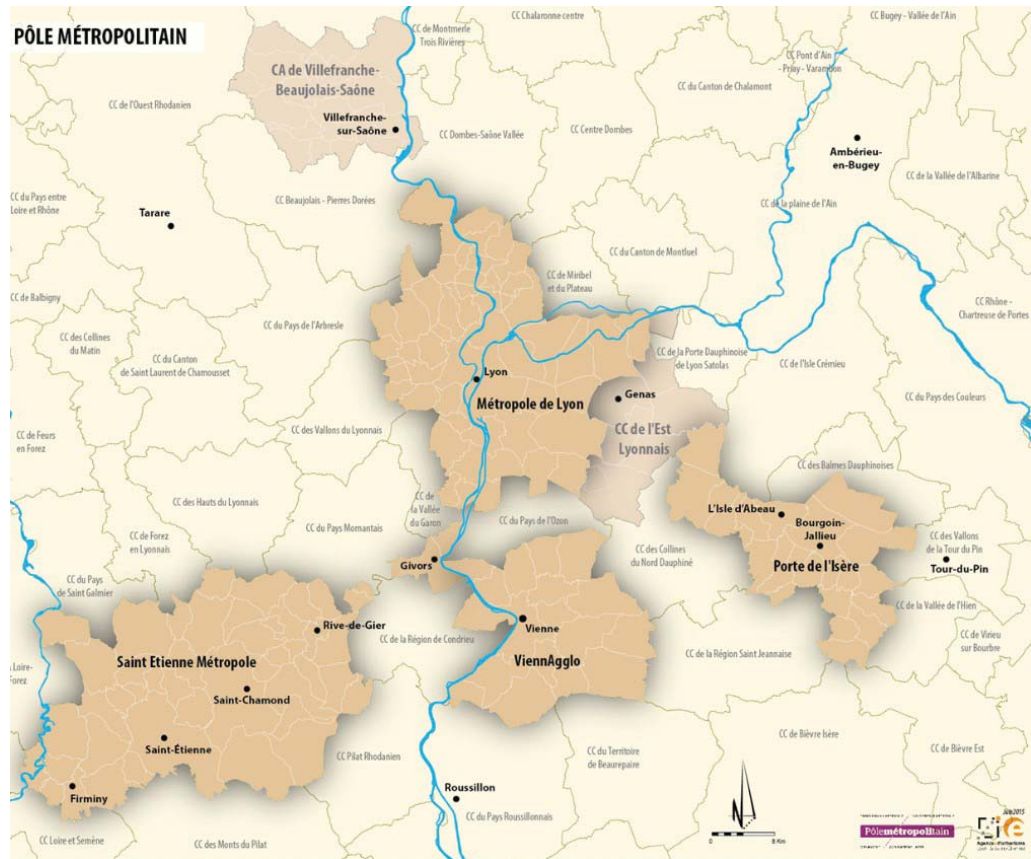 PÔLE MÉTROPOLITAIN
CC Chalaronne centre
CC Bugey - Vallée de l'Ain
CC de Montmerle
Trois Rivières
CC Pont d'Ain
- Priay - Varambon
CA de Villefranche-
Beaujolais-Saône
CC du Canton de Chalamont
CC de l'Ouest Rhodanien
Villefranche-
sur-Saône
CC Dombes-Saône Vallée
CC Centre Dombes
Ambérieu-
en-Bugey
CC de la Vallée de l'Albarine
CC du Pays entre
Loire et Rhône
CC Beaujolais - Pierres Dorées
CC de la plaine de l'Ain
Tarare
CC du Canton de Montluel
CC de Miribel
et du Plateau
CC de Balbigny
CC Rhône -
Chartreuse de Portes
CC du Pays de l'Arbresle
CC des Collines
du Matin
CC du Canton
de Saint Laurent de Chamousset
CC de la Porte Dauphinoise
de Lyon Satolas
CC de l'Isle Crémieu
Lyon
Genas
CC du Pays des Couleurs
Métropole de Lyon
CC de l'Est
Lyonnais
CC des Vallons du Lyonnais
CC de Feurs
en Forez
CC des Balmes Dauphinoises
CC des Hauts du Lyonnais
CC de
la Vallée
du Garon
L'Isle d'Abeau
CC du Pays Mornantais
CC du Pays de l'Ozon
Bourgoin-
Jallieu
CC de Forez
en Lyonnais
CC des Collines
du Nord Dauphiné
CC des Vallons
de la Tour du Pin
Givors
Porte de l'Isère
Tour-du-Pin
CC du Pays
de Saint Galmier
CC de la Vallée de l'Hien
Rive-de-Gier
Vienne
CC de la Région de Condrieu
CC de Virieu
sur Bourbre
Saint Etienne Métropole
ViennAgglo
CC de la Région Saint Jeannaise
Loire-
Forez
Saint-Chamond
Saint-Étienne
CC de Bièvre Isère
CC Pilat Rhodanien
CC du Territoire
de Beaurepaire
CC de Bièvre Est
Firminy
Roussillon
CC du Pays Roussillonnais
N
CC Loire et Semène
CC des Monts du Pilat
0
8 Km
Pôlemétropolitain